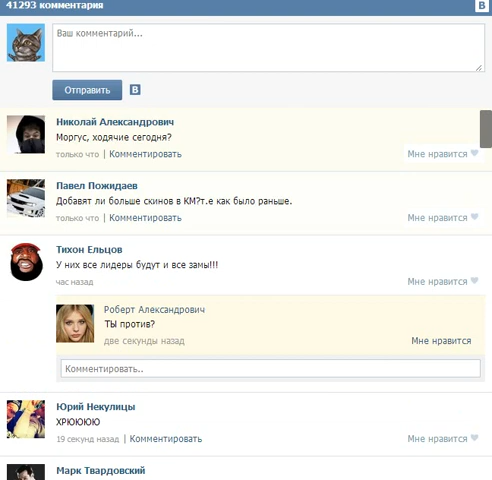 41293 комментария
B
Ваш комментарий...
Отправить
B
Николай Александрович
Моргус, ходячие сегодня?
только что | Комментировать
Мне нравится
Павел Пожидаев
Добавят ли больше скинов в КМ?т.е как было раньше.
только что | Комментировать
Мне нравится
Тихон Ельцов
У них все лидеры будут и все замы!!!
час назад
Мне нравится
Роберт Александрович
ТЫ против?
две секунды назад
Мне нравится
Комментировать..
Юрий Некулицы
ХРЮЮЮЮ
19 секунд назад | Комментировать
Мне нравится
Марк Твардовский